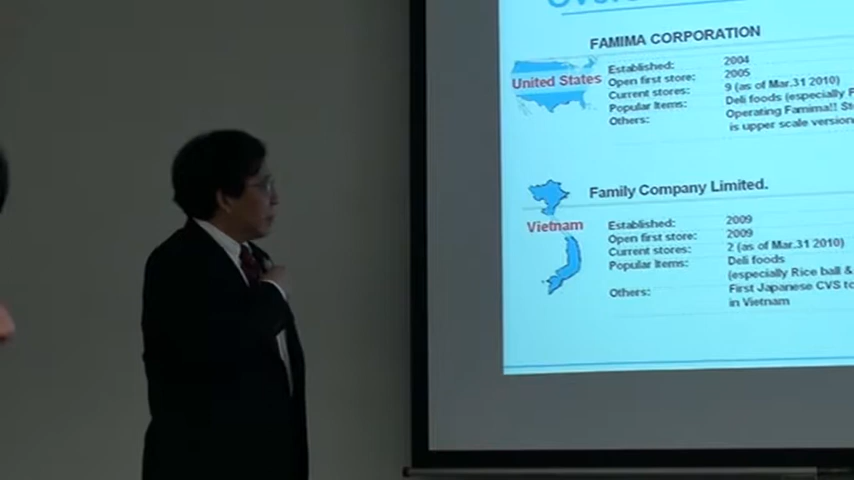 FAMIMA CORPORATION
United States
Established: 2004
Open first store: 2005
Current stores: 9 (as of Mar.31 2010)
Popular Items: Deli foods (especially
Others: Operating Famima!!
is upper scale version
Family Company Limited.
Vietnam
Established: 2009
Open first store: 2009
Current stores: 2 (as of Mar.31 2010)
Popular Items: Deli foods
(especially Rice ball &
Others: First Japanese CVS to
in Vietnam